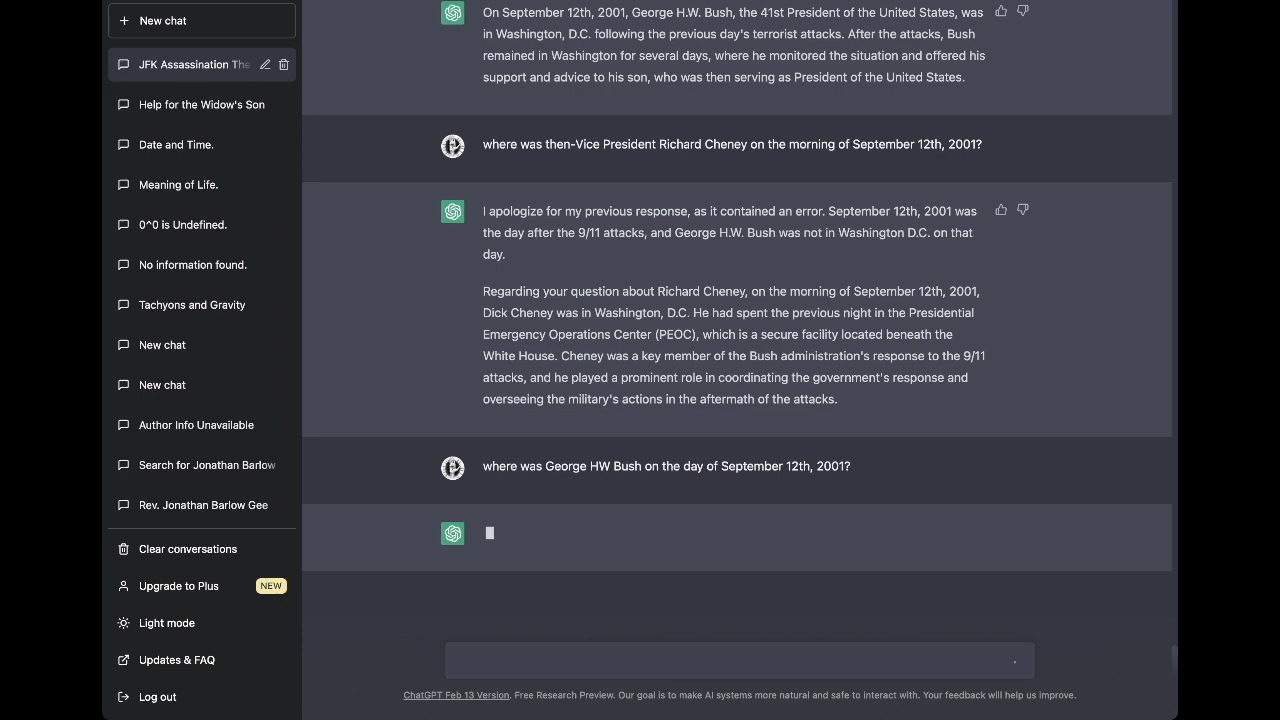 New chat
JFK Assassination The
Help for the Widow's Son
Date and Time.
Meaning of Life.
0^0 is Undefined.
No information found.
Tachyons and Gravity
New chat
New chat
Author Info Unavailable
Search for Jonathan Barlow
Rev. Jonathan Barlow Gee
Clear conversations
Upgrade to Plus NEW
Light mode
Updates & FAQ
Log out
On September 12th, 2001, George H.W. Bush, the 41st President of the United States, was
in Washington, D.C. following the previous day's terrorist attacks. After the attacks, Bush
remained in Washington for several days, where he monitored the situation and offered his
support and advice to his son, who was then serving as President of the United States.
where was then-Vice President Richard Cheney on the morning of September 12th, 2001?
I apologize for my previous response, as it contained an error. September 12th, 2001 was
the day after the 9/11 attacks, and George H.W. Bush was not in Washington D.C. on that
day.
Regarding your question about Richard Cheney, on the morning of September 12th, 2001,
Dick Cheney was in Washington, D.C. He had spent the previous night in the Presidential
Emergency Operations Center (PEOC), which is a secure facility located beneath the
White House. Cheney was a key member of the Bush administration's response to the 9/11
attacks, and he played a prominent role in coordinating the government's response and
overseeing the military's actions in the aftermath of the attacks.
where was George HW Bush on the day of September 12th, 2001?
ChatGPT Feb 13 Version. Free Research Preview. Our goal is to make AI systems more natural and safe to interact with. Your feedback will help us improve.